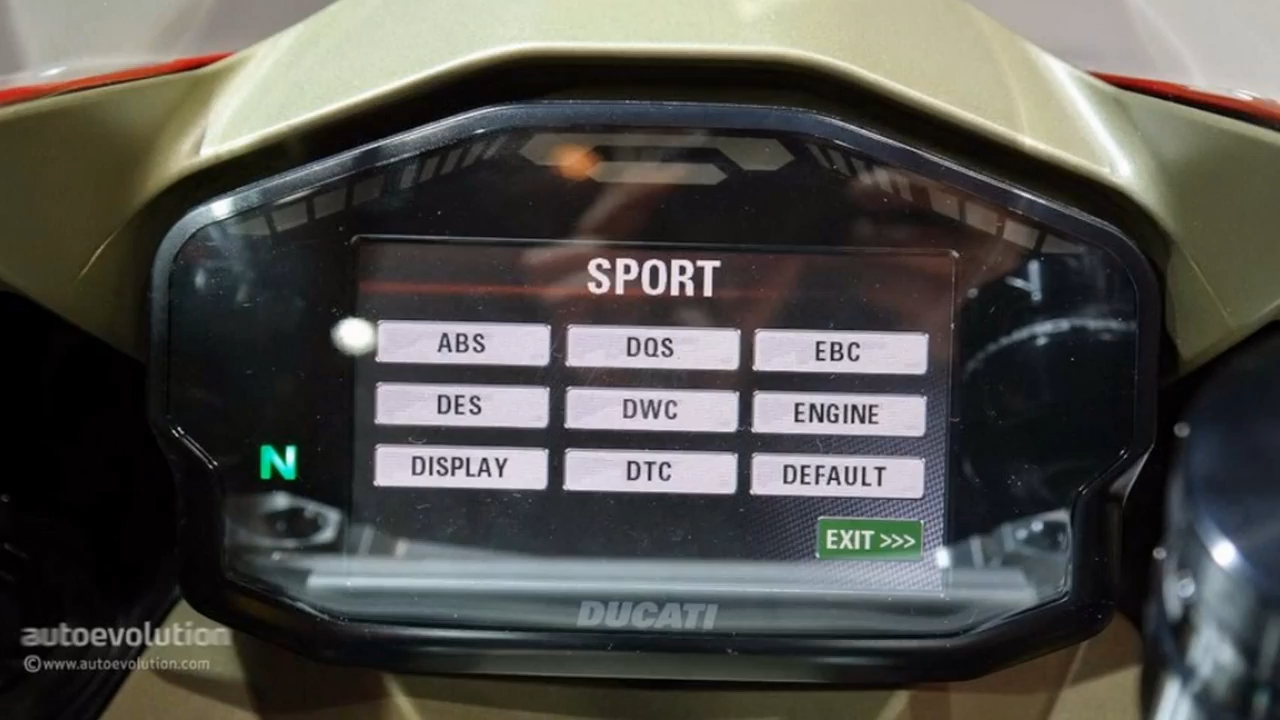 SPORT
ABS DQS EBC
DES DWC ENGINE
DISPLAY DTC DEFAULT
N
EXIT >>>
DUCATI
autoevolution
©www.autoevolution.com